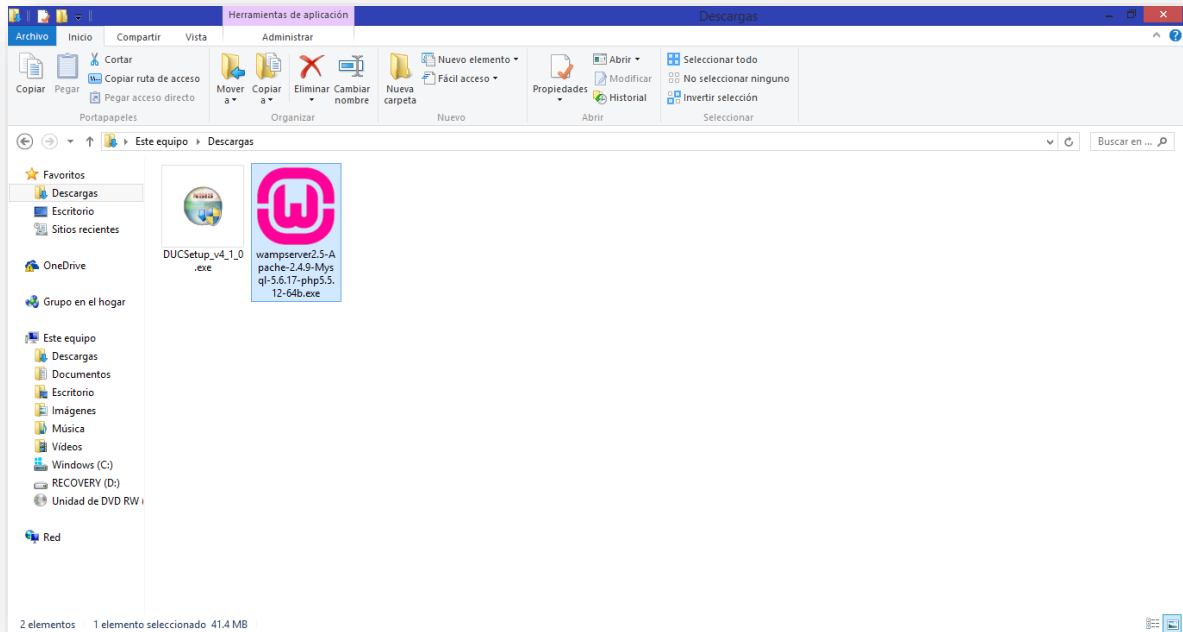 Herramientas de aplicación
Descargas
Archivo
Inicio
Compartir
Vista
Administrar
Copiar
Pegar
Cortar
Copiar ruta de acceso
Pegar acceso directo
Portapapeles
Mover a
Copiar a
Eliminar
Cambiar nombre
Organizar
Nueva carpeta
Nuevo elemento
Fácil acceso
Nuevo
Propiedades
Abrir
Modificar
Historial
Abrir
Seleccionar todo
No seleccionar ninguno
Invertir selección
Seleccionar
Este equipo
Descargas
Buscar en ...
Favoritos
Descargas
Escritorio
Sitios recientes
OneDrive
Grupo en el hogar
Este equipo
Descargas
Documentos
Escritorio
Imágenes
Música
Vídeos
Windows (C:)
RECOVERY (D:)
Unidad de DVD RW (
Red
DUCSetup_v4_1_0
.exe
W
wampserver2.5-A
pache-2.4.9-Mys
ql-5.6.17-php5.5.
12-64b.exe
2 elementos
1 elemento seleccionado 41.4 MB